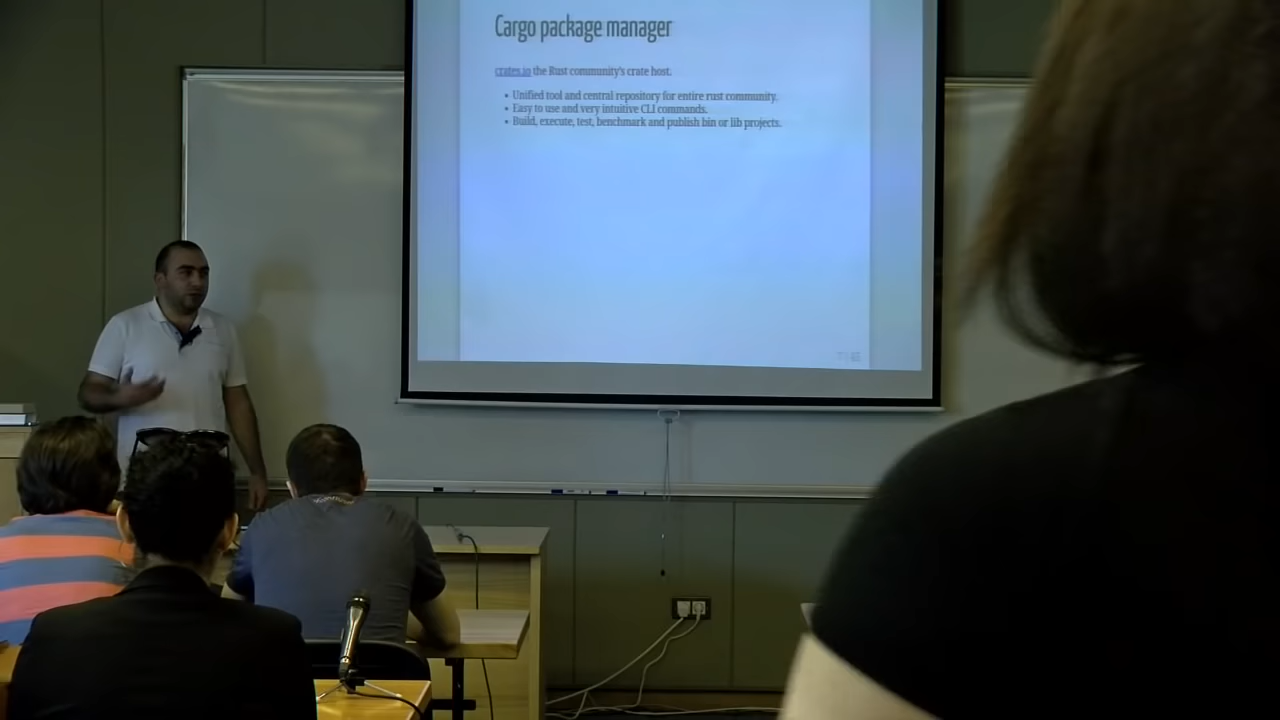 Cargo package manager
crates.io the Rust community's crate host.
• Unified tool and central repository for entire rust community.
• Easy to use and very intuitive CLI commands.
• Build, execute, test, benchmark and publish bin or lib projects.